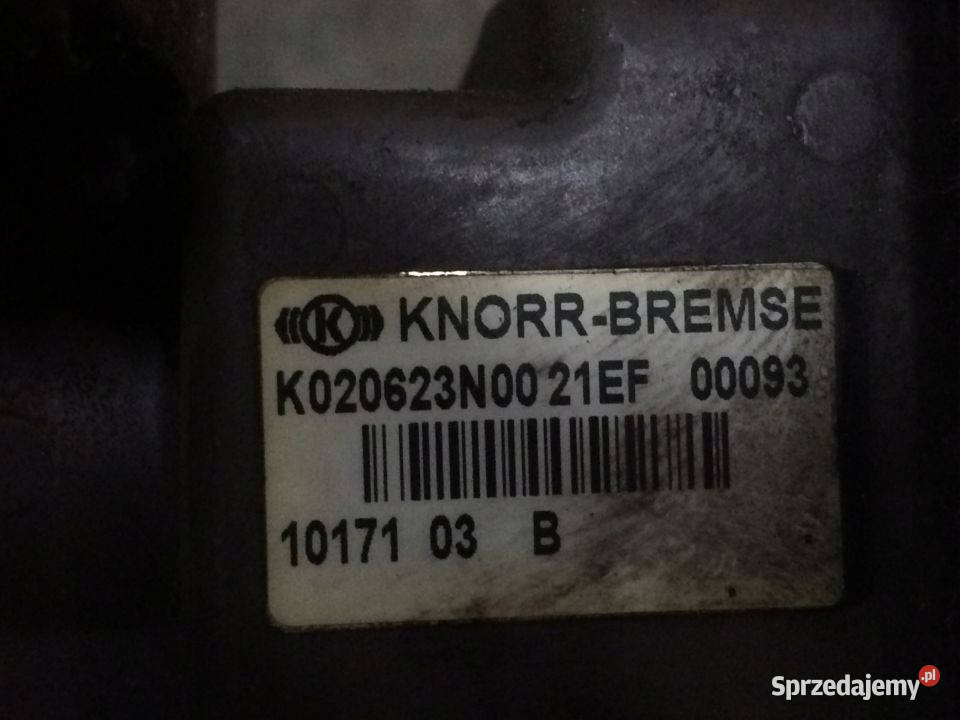 K KNORR-BREMSE
K020623N00 21EF 00093
10171 03 B
Sprzedajemy.pl